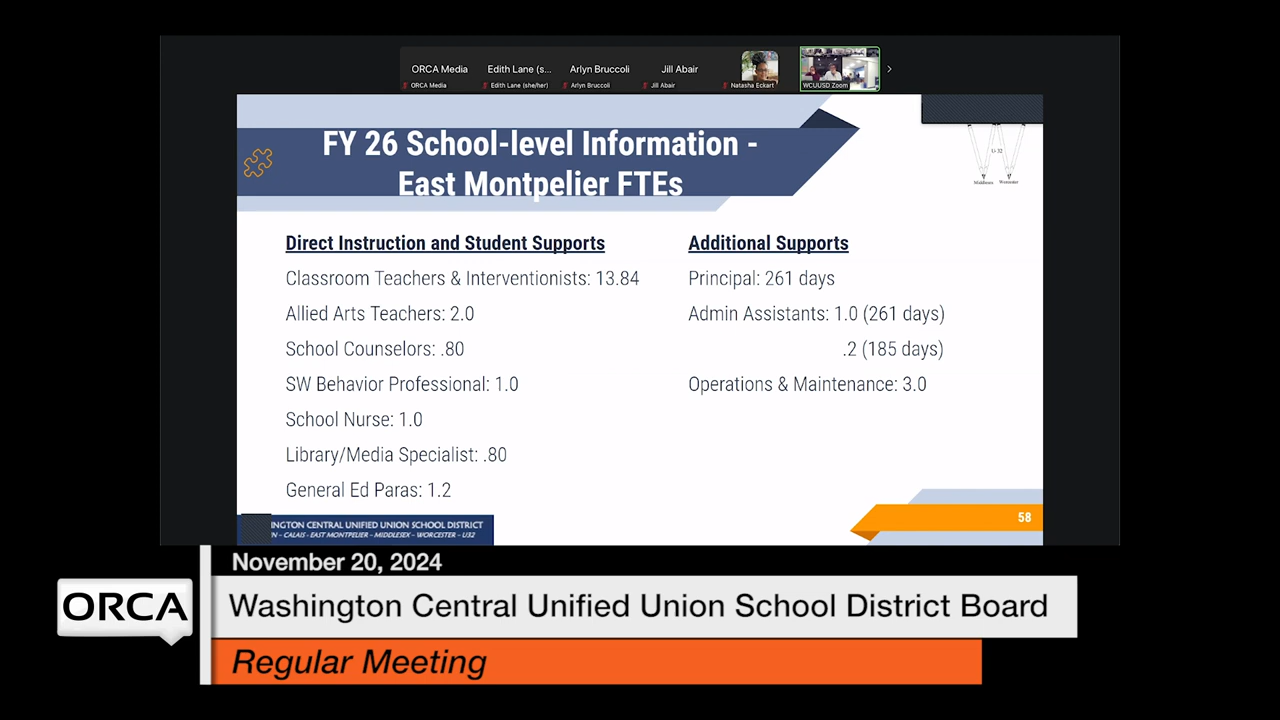 ORCA Media
Edith Lane (s...
Arlyn Bruccoli
Jill Abair
ORCA Media
Edith Lane (she/her)
Arlyn Bruccoli
Jill Abair
Natasha Eckart
WCUUSD Zoom
FY 26 School-level Information -
East Montpelier FTEs
U-32
Middlesex
Worcester
Direct Instruction and Student Supports
Classroom Teachers & Interventionists: 13.84
Allied Arts Teachers: 2.0
School Counselors: .80
SW Behavior Professional: 1.0
School Nurse: 1.0
Library/Media Specialist: .80
General Ed Paras: 1.2
Additional Supports
Principal: 261 days
Admin Assistants: 1.0 (261 days)
.2 (185 days)
Operations & Maintenance: 3.0
INGTON CENTRAL UNIFIED UNION SCHOOL DISTRICT
N - CALAIS - EAST MONTPELIER - MIDDLESEX - WORCESTER - U32
58
November 20, 2024
ORCA
Washington Central Unified Union School District Board
Regular Meeting